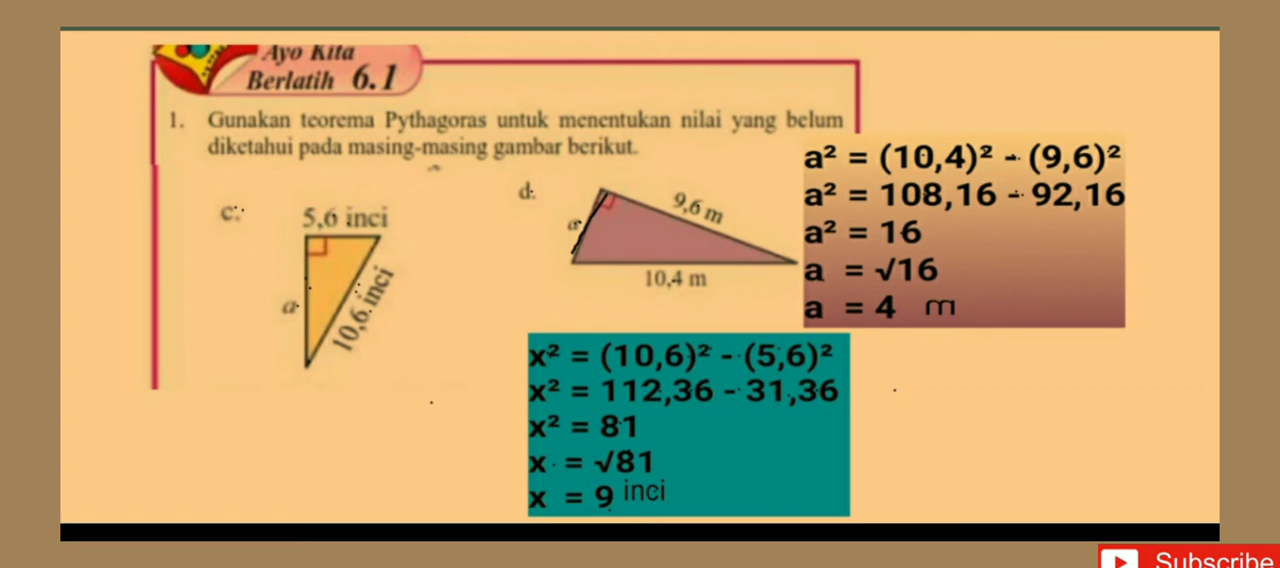 Ayo Kita
Berlatih 6.1
1. Gunakan teorema Pythagoras untuk menentukan nilai yang belum
diketahui pada masing-masing gambar berikut.
c.
5,6 inci
a
10,6 inci
d.
9,6 m
a
10,4 m
a² = (10,4)² - (9,6)²
a² = 108,16 - 92,16
a² = 16
a = √16
a = 4 m
x² = (10,6)² - (5,6)²
x² = 112,36 - 31,36
x² = 81
x = √81
x = 9 inci
Subscribe